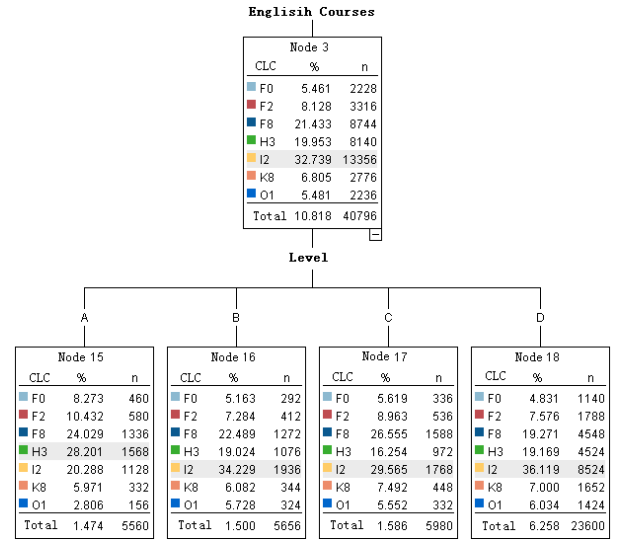 Englisih Courses
Node 3
CLC % n
F0 5.461 2228
F2 8.128 3316
F8 21.433 8744
H3 19.953 8140
I2 32.739 13356
K8 6.805 2776
O1 5.481 2236
Total 10.818 40796
Level
A B C D
Node 15
CLC % n
F0 8.273 460
F2 10.432 580
F8 24.029 1336
H3 28.201 1568
I2 20.288 1128
K8 5.971 332
O1 2.806 156
Total 1.474 5560
Node 16
CLC % n
F0 5.163 292
F2 7.284 412
F8 22.489 1272
H3 19.024 1076
I2 34.229 1936
K8 6.082 344
O1 5.728 324
Total 1.500 5656
Node 17
CLC % n
F0 5.619 336
F2 8.963 536
F8 26.555 1588
H3 16.254 972
I2 29.565 1768
K8 7.492 448
O1 5.552 332
Total 1.586 5980
Node 18
CLC % n
F0 4.831 1140
F2 7.576 1788
F8 19.271 4548
H3 19.169 4524
I2 36.119 8524
K8 7.000 1652
O1 6.034 1424
Total 6.258 23600